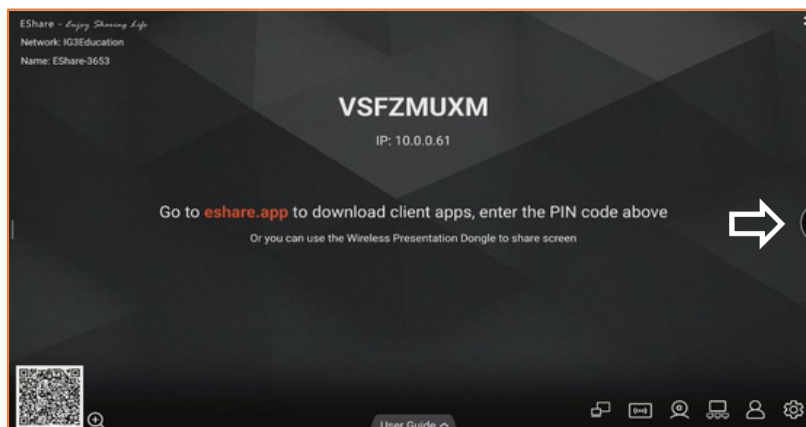 EShare - Enjoy Sharing Life
Network: IG3Education
Name: EShare-3653
VSFZMUXM
IP: 10.0.0.61
Go to eshare.app to download client apps, enter the PIN code above
Or you can use the Wireless Presentation Dongle to share screen
User Guide